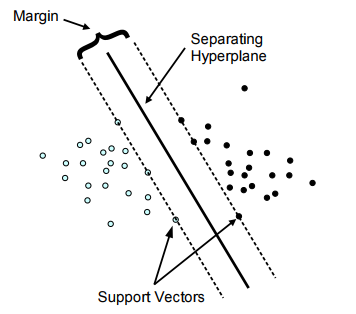 Margin
Separating
Hyperplane
Support Vectors